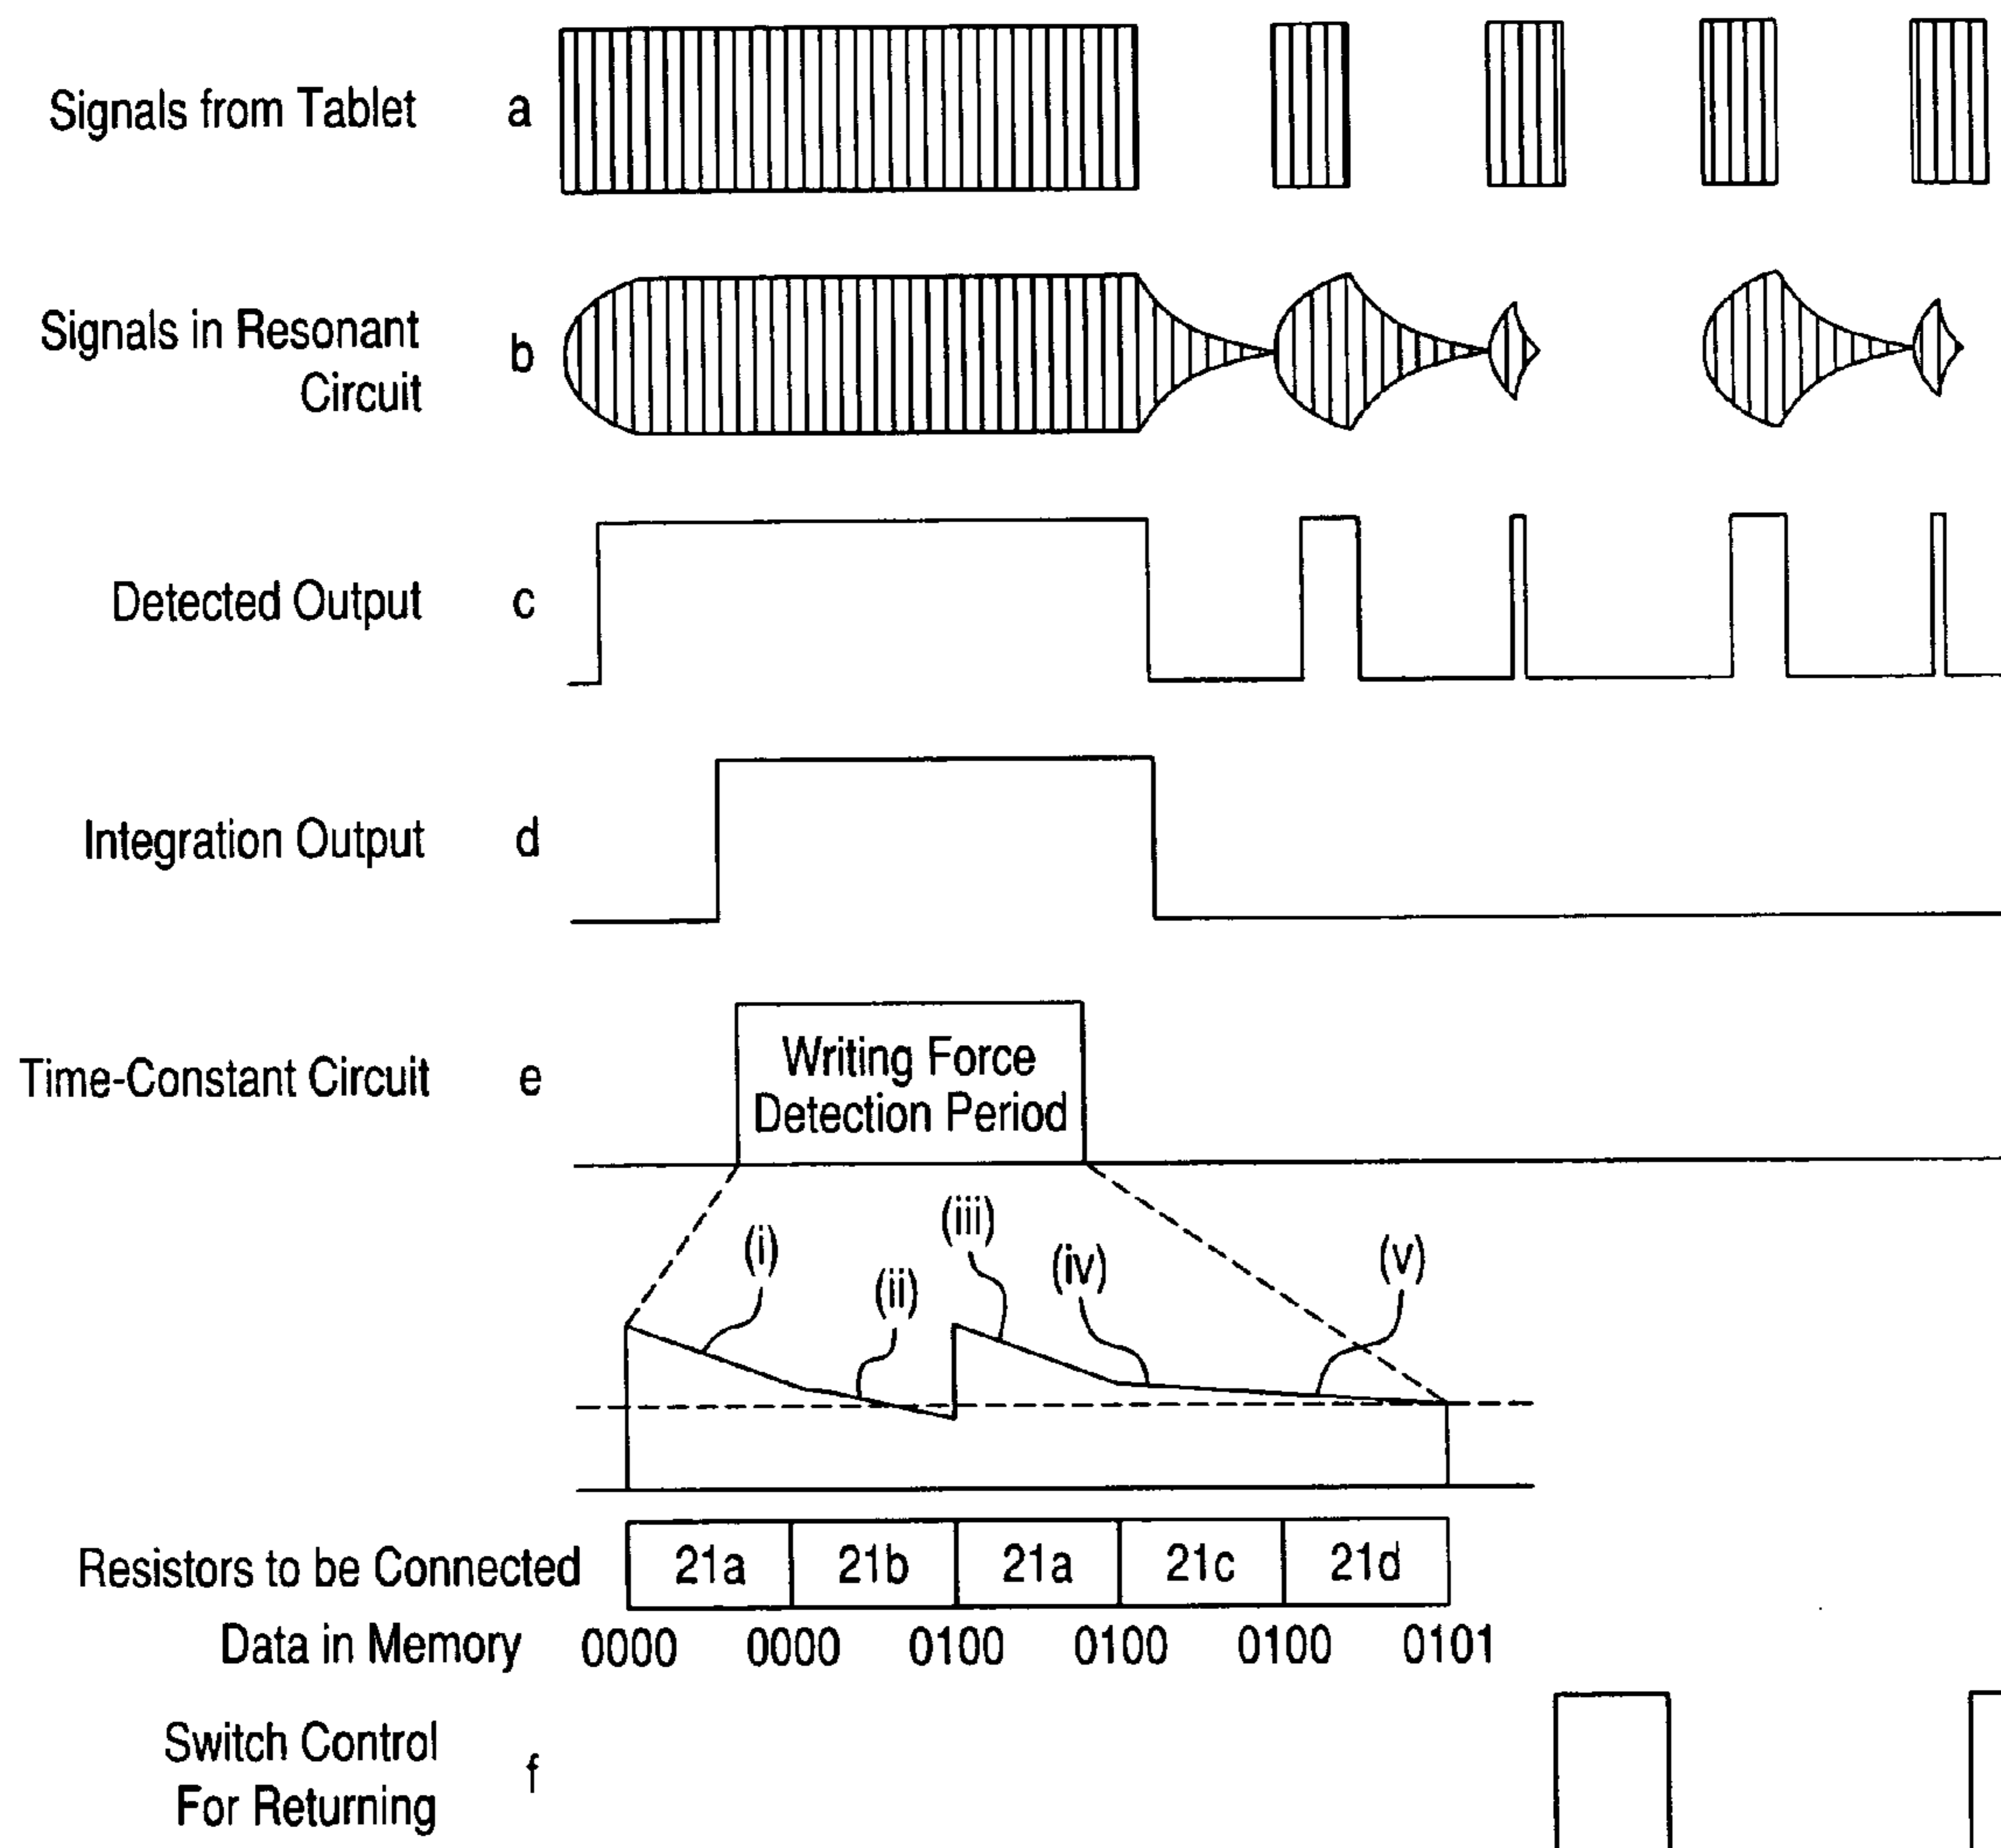 Signals from Tablet a
Signals in Resonant
Circuit b
Detected Output c
Integration Output d
Time-Constant Circuit e
Writing Force
Detection Period
(i) (ii) (iii) (iv) (v)
Resistors to be Connected 21a 21b 21a 21c 21d
Data in Memory 0000 0000 0100 0100 0100 0101
Switch Control
For Returning f